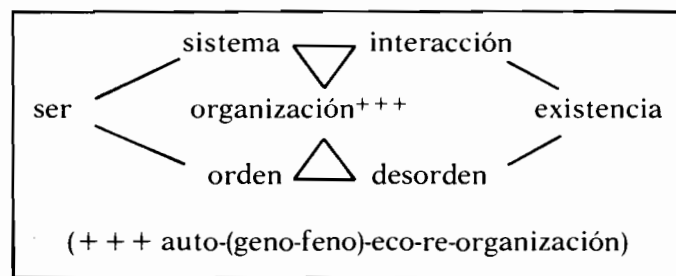 sistema interacción
ser organización+++ existencia
orden desorden
(+++ auto-(geno-feno)-eco-re-organización)